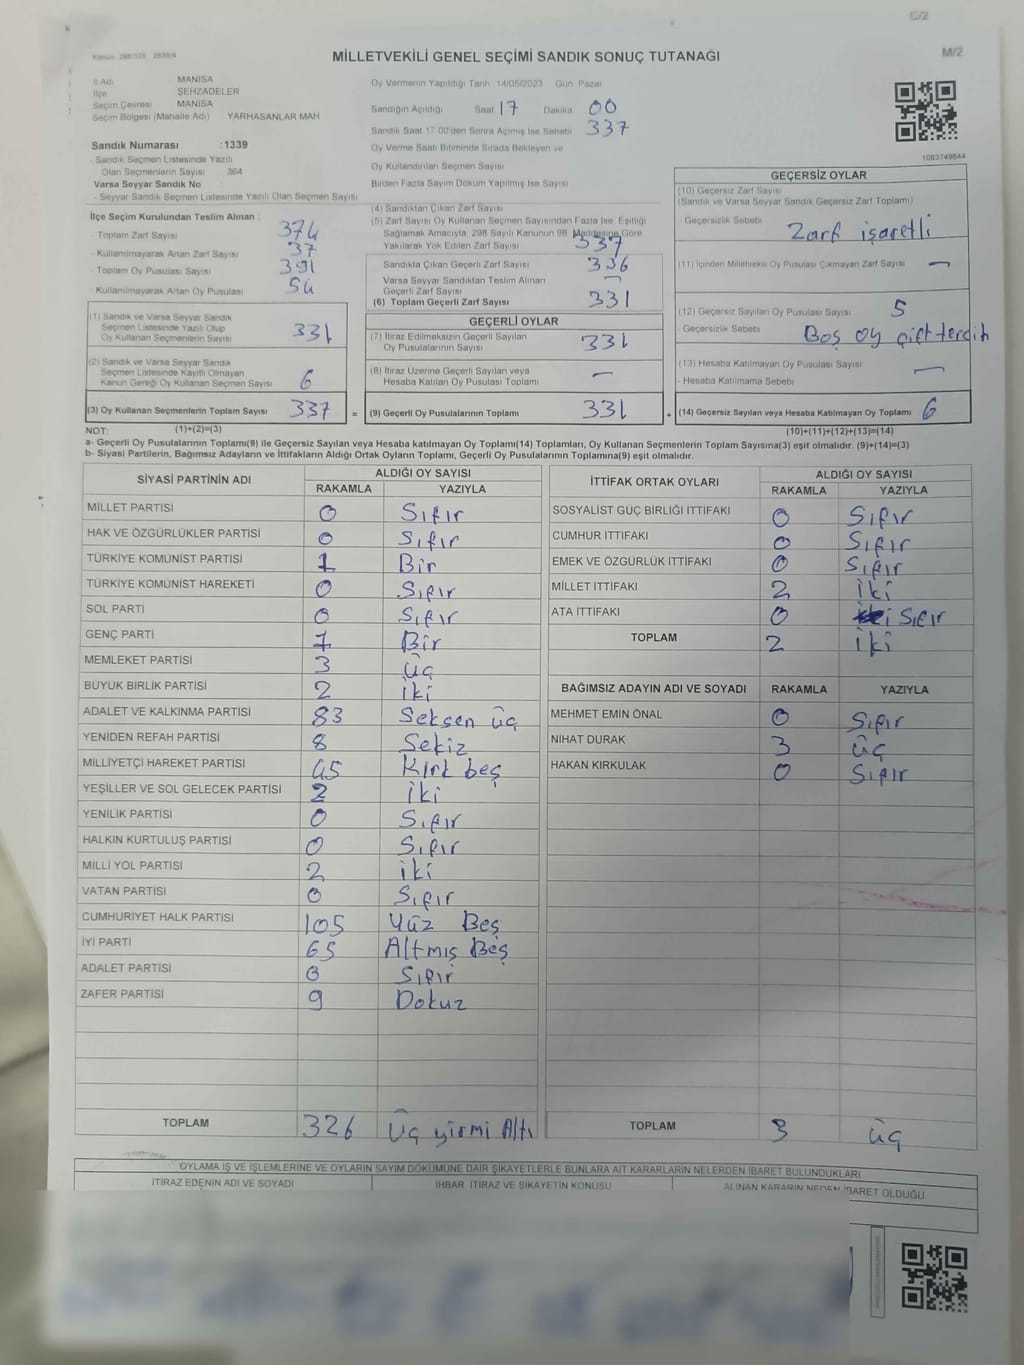 C/2
M/2
Kanun: 298/105 2839/4
MİLLETVEKİLİ GENEL SEÇİMİ SANDIK SONUÇ TUTANAĞI
İl Adı MANİSA
İlçe ŞEHZADELER
Seçim Çevresi MANİSA
Seçim Bölgesi (Mahalle Adı) YARHASANLAR MAH
Sandık Numarası :1339
- Sandık Seçmen Listesinde Yazılı
Olan Seçmenlerin Sayısı 364
Varsa Seyyar Sandık No :
- Seyyar Sandık Seçmen Listesinde Yazılı Olan Seçmen Sayısı
İlçe Seçim Kurulundan Teslim Alınan ;
- Toplam Zarf Sayısı 374
- Kullanılmayarak Artan Zarf Sayısı 37
- Toplam Oy Pusulası Sayısı 391
- Kullanılmayarak Artan Oy Pusulası 54
(1) Sandık ve Varsa Seyyar Sandık
Seçmen Listesinde Yazılı Olup
Oy Kullanan Seçmenlerin Sayısı 331
(2) Sandık ve Varsa Seyyar Sandık
Seçmen Listesinde Kayıtlı Olmayan
Kanun Gereği Oy Kullanan Seçmen Sayısı 6
(3) Oy Kullanan Seçmenlerin Toplam Sayısı 337 =
(1)+(2)=(3)
Oy Vermenin Yapıldığı Tarih :14/05/2023 Gün Pazar
Sandığın Açıldığı Saat 17 Dakika 00
Sandık Saat 17:00'den Sonra Açılmış İse Sebebi 337
Oy Verme Saati Bitiminde Sırada Bekleyen ve
Oy Kullandırılan Seçmen Sayısı
Birden Fazla Sayım Döküm Yapılmış İse Sayısı
(4) Sandıktan Çıkan Zarf Sayısı
(5) Zarf Sayısı Oy Kullanan Seçmen Sayısından Fazla İse, Eşitliği
Sağlamak Amacıyla, 298 Sayılı Kanunun 98. Maddesine Göre
Yakılarak Yok Edilen Zarf Sayısı 337
Sandıkta Çıkan Geçerli Zarf Sayısı 336
Varsa Seyyar Sandıktan Teslim Alınan
Geçerli Zarf Sayısı -
(6) Toplam Geçerli Zarf Sayısı 331
GEÇERLİ OYLAR
(7) İtiraz Edilmeksizin Geçerli Sayılan
Oy Pusulalarının Sayısı 331
(8) İtiraz Üzerine Geçerli Sayılan veya
Hesaba Katılan Oy Pusulası Toplamı -
(9) Geçerli Oy Pusulalarının Toplamı 331 +
1083749844
GEÇERSİZ OYLAR
(10) Geçersiz Zarf Sayısı
(Sandık ve Varsa Seyyar Sandık Geçersiz Zarf Toplamı)
- Geçersizlik Sebebi Zarf işaretli
(11) İçinden Milletvekili Oy Pusulası Çıkmayan Zarf Sayısı -
(12) Geçersiz Sayılan Oy Pusulası Sayısı 5
- Geçersizlik Sebebi Boş oy çift tercih
(13) Hesaba Katılmayan Oy Pusulası Sayısı -
- Hesaba Katılmama Sebebi
(14) Geçersiz Sayılan veya Hesaba Katılmayan Oy Toplamı 6
(10)+(11)+(12)+(13)=(14)
NOT:
a- Geçerli Oy Pusulaları Toplamı(9) ile Geçersiz Sayılan veya Hesaba katılmayan Oy Toplamı(14) Toplamları, Oy Kullanan Seçmenlerin Toplam Sayısına(3) eşit olmalıdır. (9)+(14)=(3)
b- Siyasi Partilerin, Bağımsız Adayların ve İttifakların Aldığı Ortak Oyların Toplamı, Geçerli Oy Pusulalarının Toplamına(9) eşit olmalıdır.
SİYASİ PARTİNİN ADI ALDIĞI OY SAYISI
RAKAMLA YAZIYLA
MİLLET PARTİSİ 0 Sıfır
HAK VE ÖZGÜRLÜKLER PARTİSİ 0 Sıfır
TÜRKİYE KOMÜNİST PARTİSİ 1 Bir
TÜRKİYE KOMÜNİST HAREKETİ 0 Sıfır
SOL PARTİ 0 Sıfır
GENÇ PARTİ 1 Bir
MEMLEKET PARTİSİ 3 üç
BÜYÜK BİRLİK PARTİSİ 2 iki
ADALET VE KALKINMA PARTİSİ 83 Seksen üç
YENİDEN REFAH PARTİSİ 8 Sekiz
MİLLİYETÇİ HAREKET PARTİSİ 45 Kırk beş
YEŞİLLER VE SOL GELECEK PARTİSİ 2 iki
YENİLİK PARTİSİ 0 Sıfır
HALKIN KURTULUŞ PARTİSİ 0 Sıfır
MİLLİ YOL PARTİSİ 2 iki
VATAN PARTİSİ 0 Sıfır
CUMHURİYET HALK PARTİSİ 105 Yüz Beş
İYİ PARTİ 65 Altmış Beş
ADALET PARTİSİ 0 Sıfır
ZAFER PARTİSİ 9 Dokuz
TOPLAM 326 Üç yirmi Altı
İTTİFAK ORTAK OYLARI ALDIĞI OY SAYISI
RAKAMLA YAZIYLA
SOSYALİST GÜÇ BİRLİĞİ İTTİFAKI 0 Sıfır
CUMHUR İTTİFAKI 0 Sıfır
EMEK VE ÖZGÜRLÜK İTTİFAKI 0 Sıfır
MİLLET İTTİFAKI 2 iki
ATA İTTİFAKI 0 Sıfır
TOPLAM 2 iki
BAĞIMSIZ ADAYIN ADI VE SOYADI RAKAMLA YAZIYLA
MEHMET EMİN ÖNAL 0 Sıfır
NİHAT DURAK 3 üç
HAKAN KIRKULAK 0 Sıfır
TOPLAM 3 üç
OYLAMA İŞ VE İŞLEMLERİNE VE OYLARIN SAYIM DÖKÜMÜNE DAİR ŞİKAYETLERLE BUNLARA AİT KARARLARIN NELERDEN İBARET BULUNDUKLARI
İTİRAZ EDENİN ADI VE SOYADI İHBAR, İTİRAZ VE ŞİKAYETİN KONUSU ALINAN KARARIN NEDEN İBARET OLDUĞU